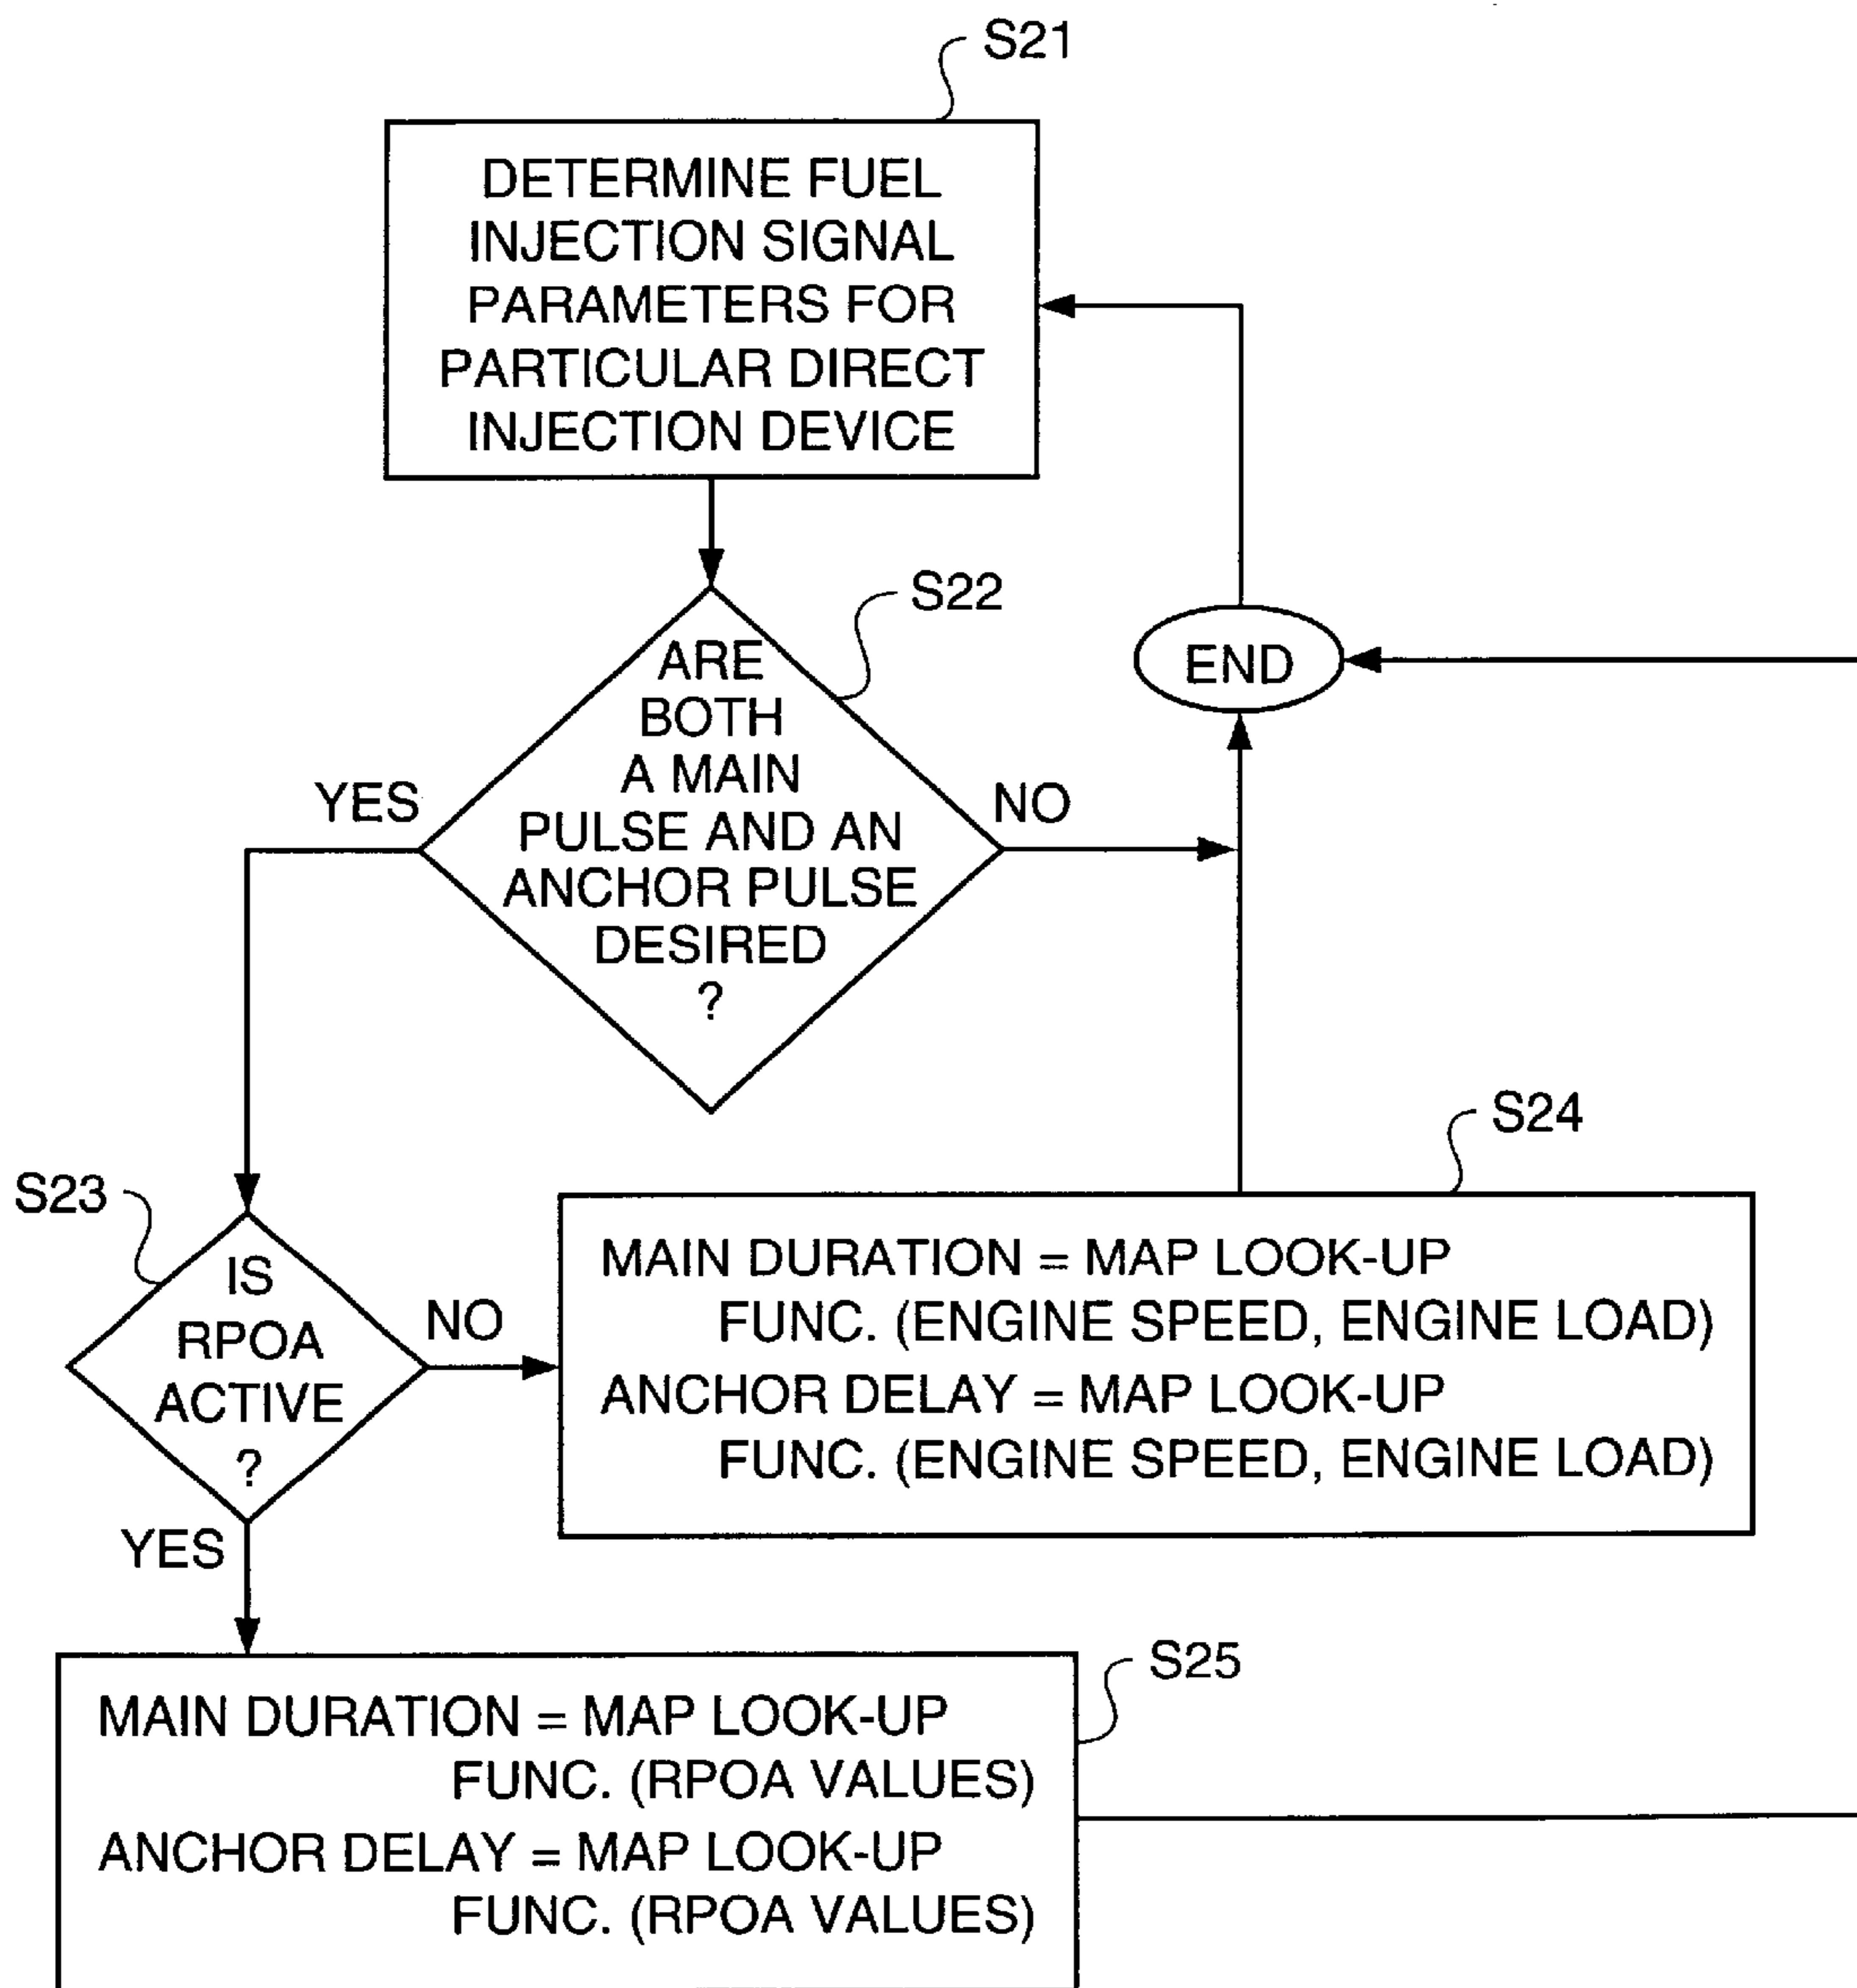 S21
DETERMINE FUEL
INJECTION SIGNAL
PARAMETERS FOR
PARTICULAR DIRECT
INJECTION DEVICE
S22
ARE
BOTH
A MAIN
PULSE AND AN
ANCHOR PULSE
DESIRED
?
YES
NO
END
S23
IS
RPOA
ACTIVE
?
NO
YES
S24
MAIN DURATION = MAP LOOK-UP
FUNC. (ENGINE SPEED, ENGINE LOAD)
ANCHOR DELAY = MAP LOOK-UP
FUNC. (ENGINE SPEED, ENGINE LOAD)
S25
MAIN DURATION = MAP LOOK-UP
FUNC. (RPOA VALUES)
ANCHOR DELAY = MAP LOOK-UP
FUNC. (RPOA VALUES)